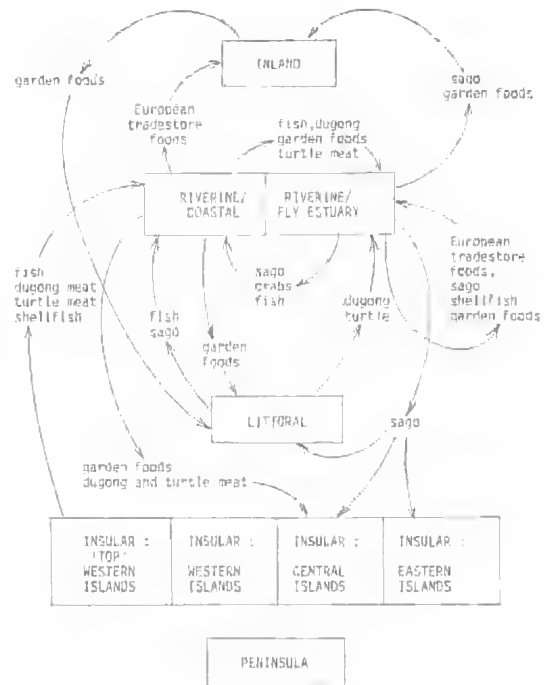 INLAND
garden foods
sago
garden foods
European
tradestore
foods
fish,dugong
garden foods
turtle meat
RIVERINE/
COASTAL
RIVERINE/
FLY ESTUARY
European
tradestore
foods,
sago
shellfish
garden foods
fish
dugong meat
turtle meat
shellfish
sago
crabs
fish
fish
sago
dugong
turtle
garden
foods
LITTORAL
sago
garden foods
dugong and turtle meat
INSULAR :
'TOP'
WESTERN
ISLANDS
INSULAR :
WESTERN
ISLANDS
INSULAR :
CENTRAL
ISLANDS
INSULAR :
EASTERN
ISLANDS
PENINSULA